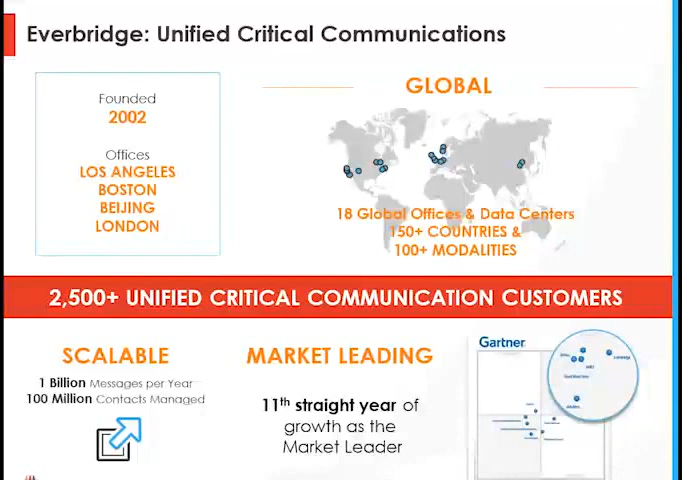 Everbridge: Unified Critical Communications
Founded
2002
Offices
LOS ANGELES
BOSTON
BEIJING
LONDON
GLOBAL
18 Global Offices & Data Centers
150+ COUNTRIES &
100+ MODALITIES
2,500+ UNIFIED CRITICAL COMMUNICATION CUSTOMERS
SCALABLE
1 Billion Messages per Year
100 Million Contacts Managed
MARKET LEADING
11th straight year of
growth as the
Market Leader
Gartner